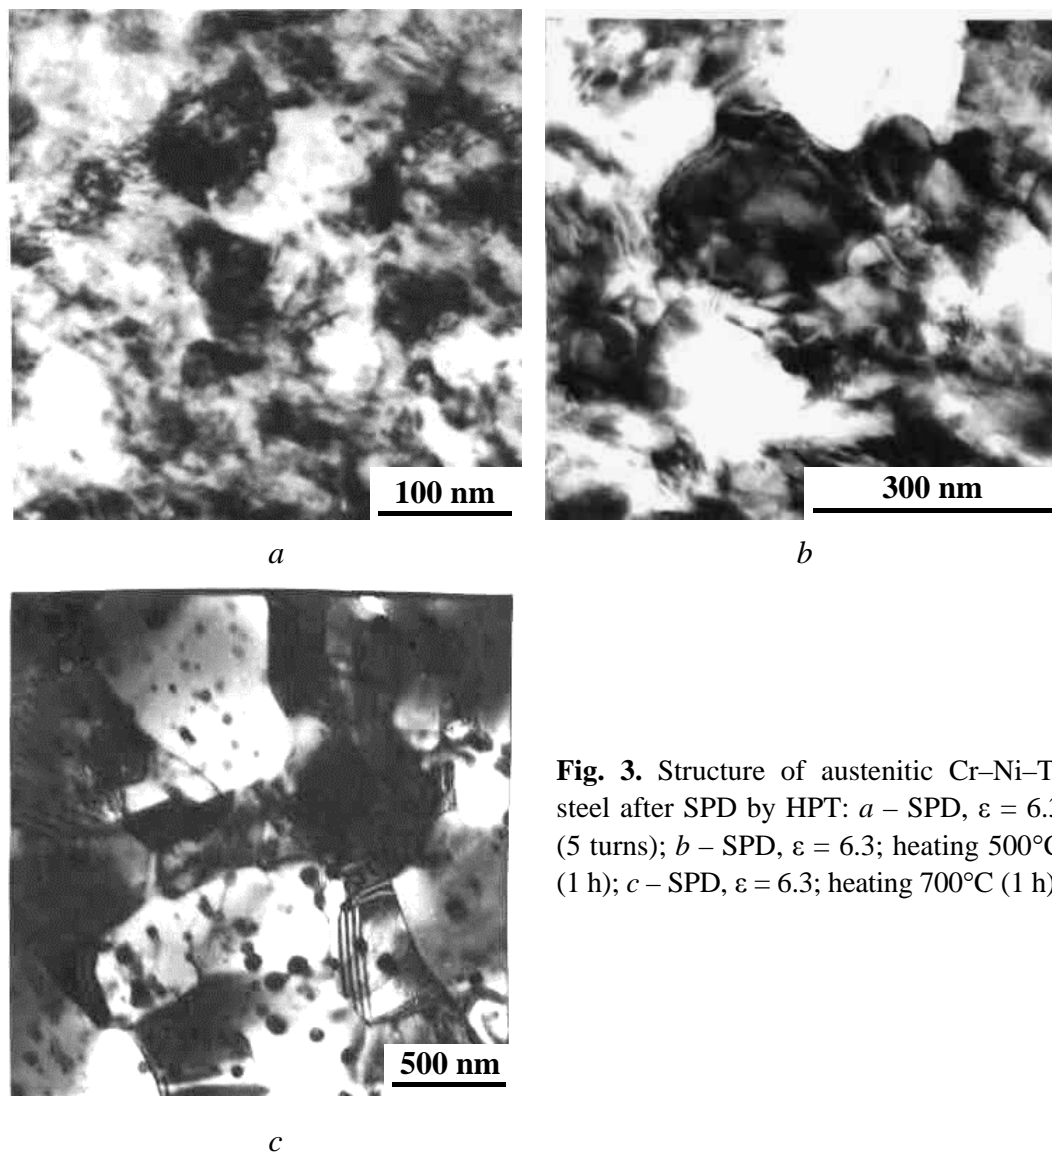 100 nm
300 nm
a
b
500 nm
Fig. 3. Structure of austenitic Cr–Ni–T
steel after SPD by HPT: a – SPD, ε = 6.3
(5 turns); b – SPD, ε = 6.3; heating 500°C
(1 h); c – SPD, ε = 6.3; heating 700°C (1 h)
c